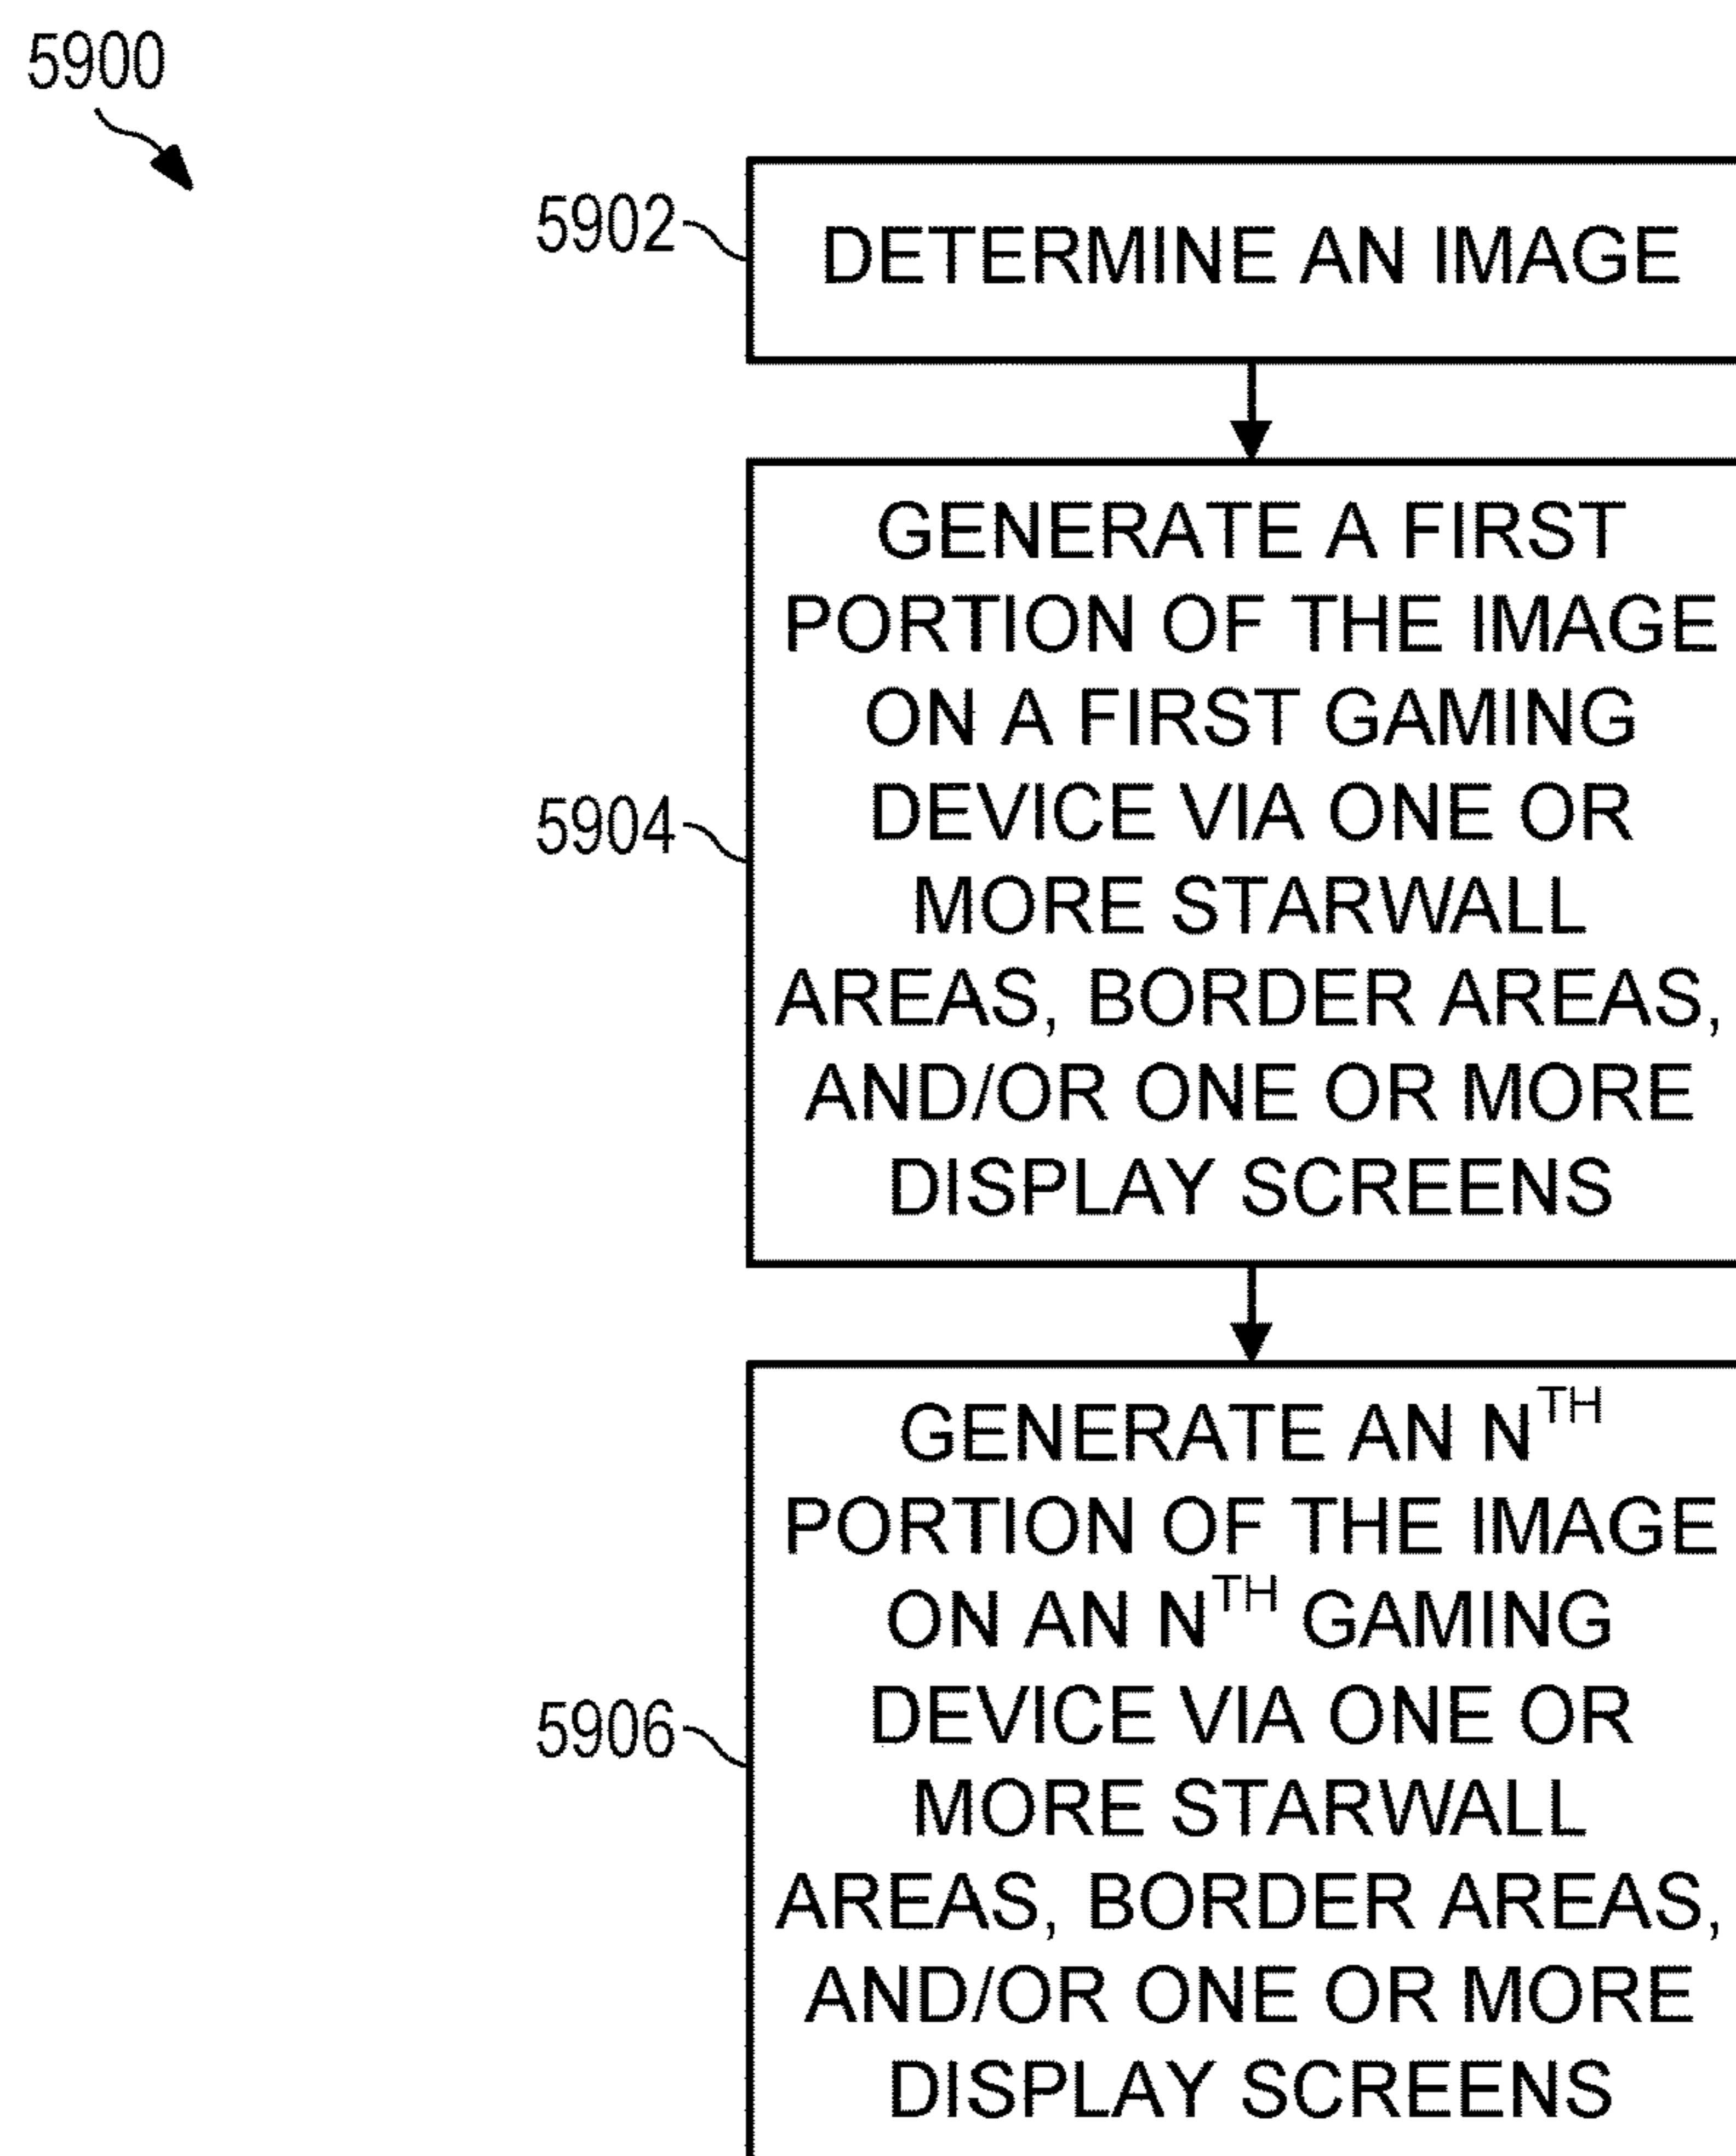 5900
5902
DETERMINE AN IMAGE
GENERATE A FIRST
PORTION OF THE IMAGE
ON A FIRST GAMING
DEVICE VIA ONE OR
MORE STARWALL
AREAS, BORDER AREAS,
AND/OR ONE OR MORE
DISPLAY SCREENS
5904
GENERATE AN NTH
PORTION OF THE IMAGE
ON AN NTH GAMING
DEVICE VIA ONE OR
MORE STARWALL
AREAS, BORDER AREAS,
AND/OR ONE OR MORE
DISPLAY SCREENS
5906